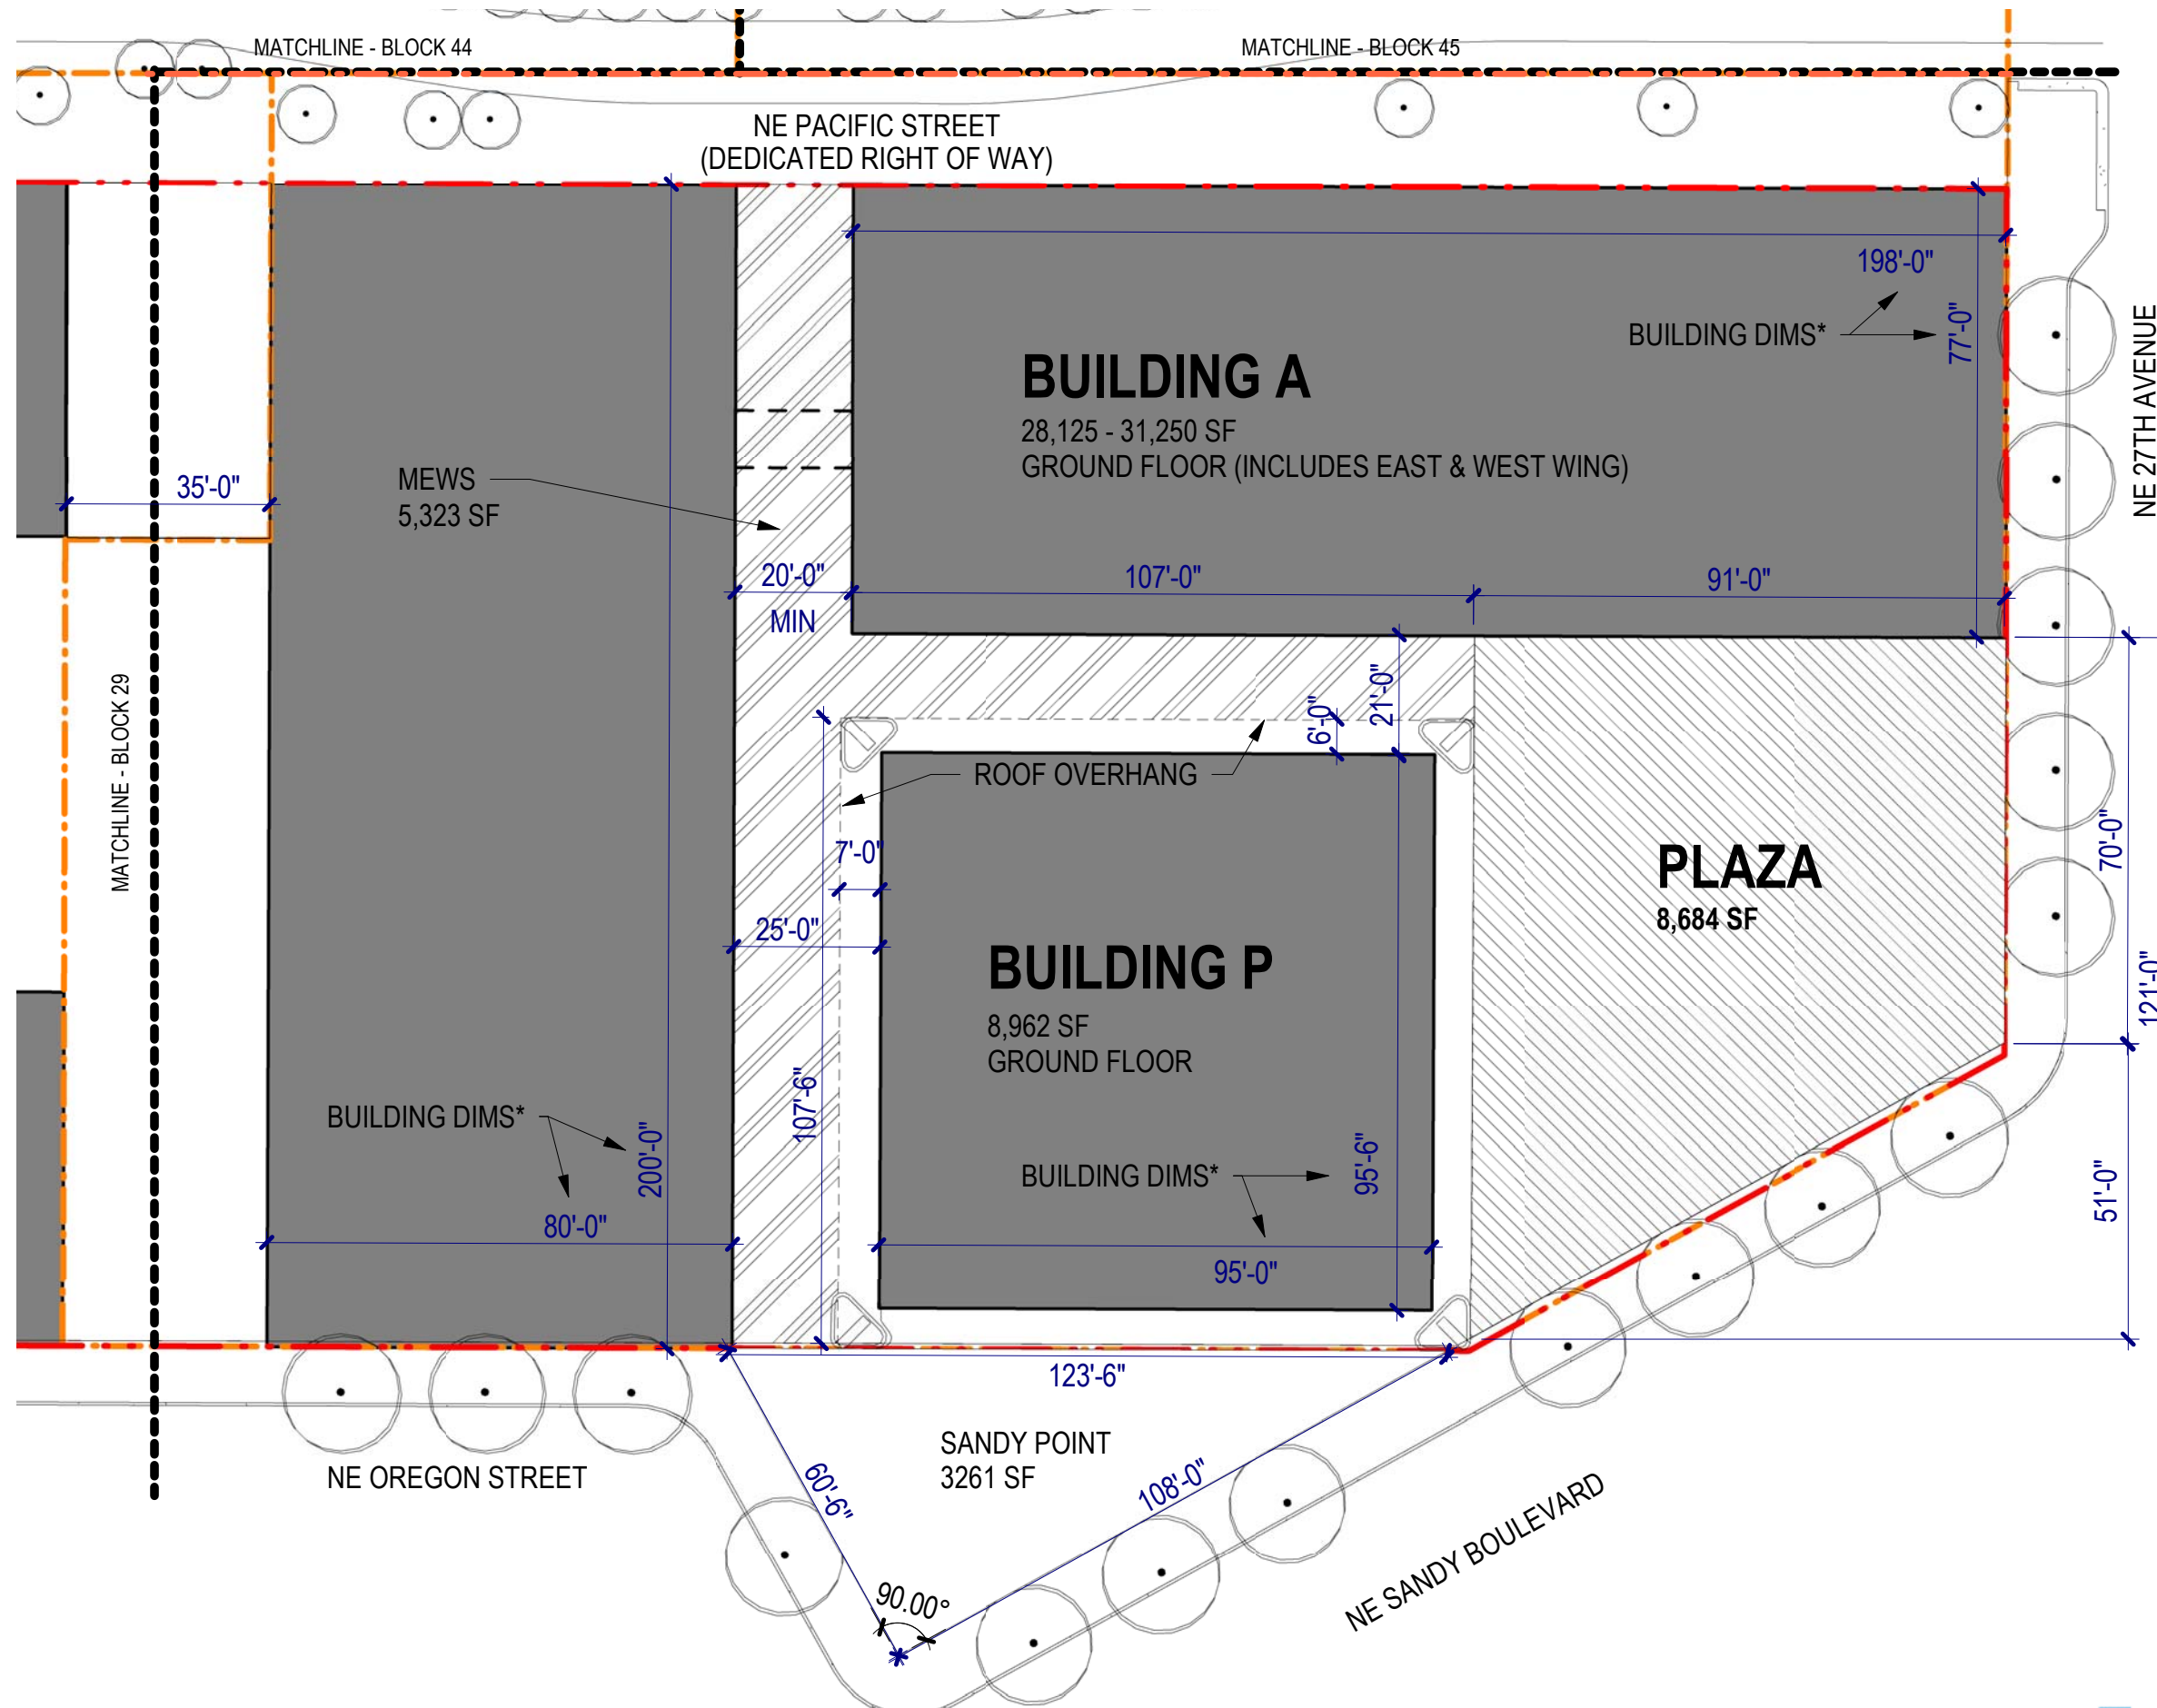 MATCHLINE - BLOCK 44
MATCHLINE - BLOCK 45
NE PACIFIC STREET
(DEDICATED RIGHT OF WAY)
198'-0"
BUILDING DIMS*
77'-0"
NE 27TH AVENUE
BUILDING A
28,125 - 31,250 SF
GROUND FLOOR (INCLUDES EAST & WEST WING)
MEWS
5,323 SF
35'-0"
20'-0"
MIN
107'-0"
91'-0"
MATCHLINE - BLOCK 29
6'-0"
21'-0"
ROOF OVERHANG
7'-0"
25'-0"
PLAZA
8,684 SF
70'-0"
121'-0"
51'-0"
BUILDING P
8,962 SF
GROUND FLOOR
107'-6"
BUILDING DIMS*
200'-0"
80'-0"
BUILDING DIMS*
95'-6"
95'-0"
123'-6"
SANDY POINT
3261 SF
NE OREGON STREET
60'-6"
108'-0"
90.00°
NE SANDY BOULEVARD